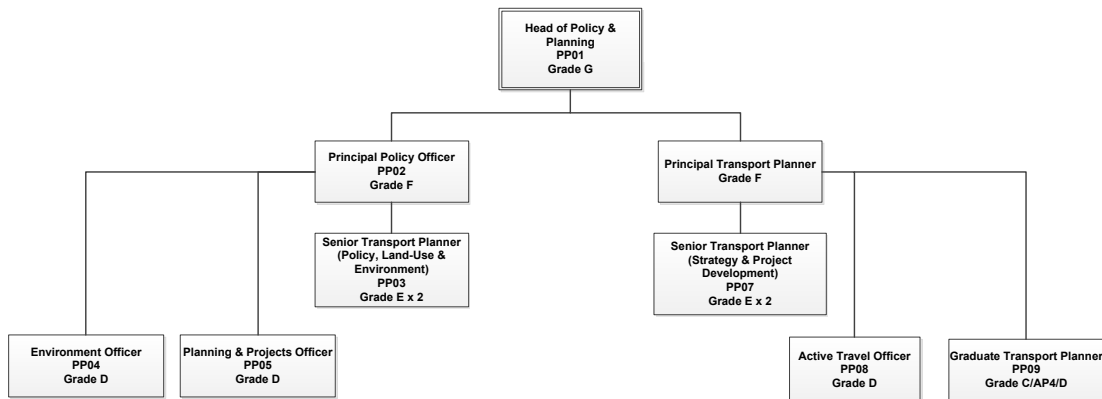 Head of Policy &
Planning
PP01
Grade G
Principal Policy Officer
PP02
Grade F
Principal Transport Planner
Grade F
Senior Transport Planner
(Policy, Land-Use &
Environment)
PP03
Grade E x 2
Senior Transport Planner
(Strategy & Project
Development)
PP07
Grade E x 2
Environment Officer
PP04
Grade D
Planning & Projects Officer
PP05
Grade D
Active Travel Officer
PP08
Grade D
Graduate Transport Planner
PP09
Grade C/AP4/D